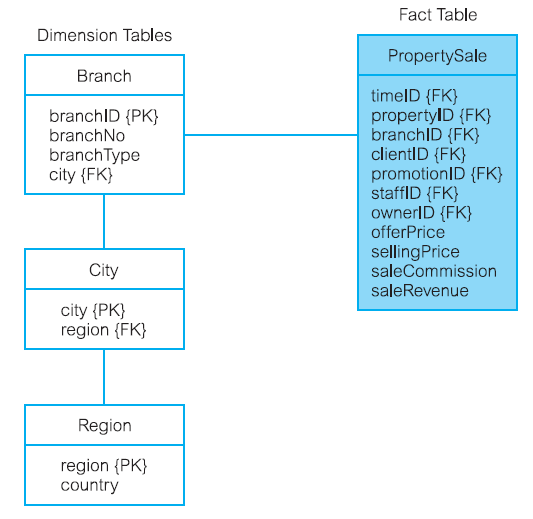 Fact Table
Dimension Tables
Branch
branchID {PK}
branchNo
branchType
city {FK}
PropertySale
timeID {FK}
propertyID {FK}
branchID {FK}
clientID {FK}
promotionID {FK}
staffID {FK}
ownerID {FK}
offerPrice
sellingPrice
saleCommission
saleRevenue
City
city {PK}
region {FK}
Region
region {PK}
country